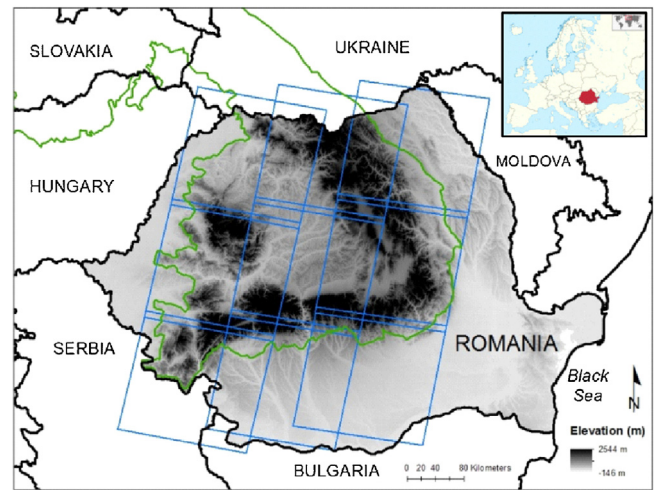 SLOVAKIA
UKRAINE
MOLDOVA
HUNGARY
ROMANIA
SERBIA
Black
Sea
N
Elevation (m)
2544 m
-146 m
0 20 40 80 Kilometers
BULGARIA